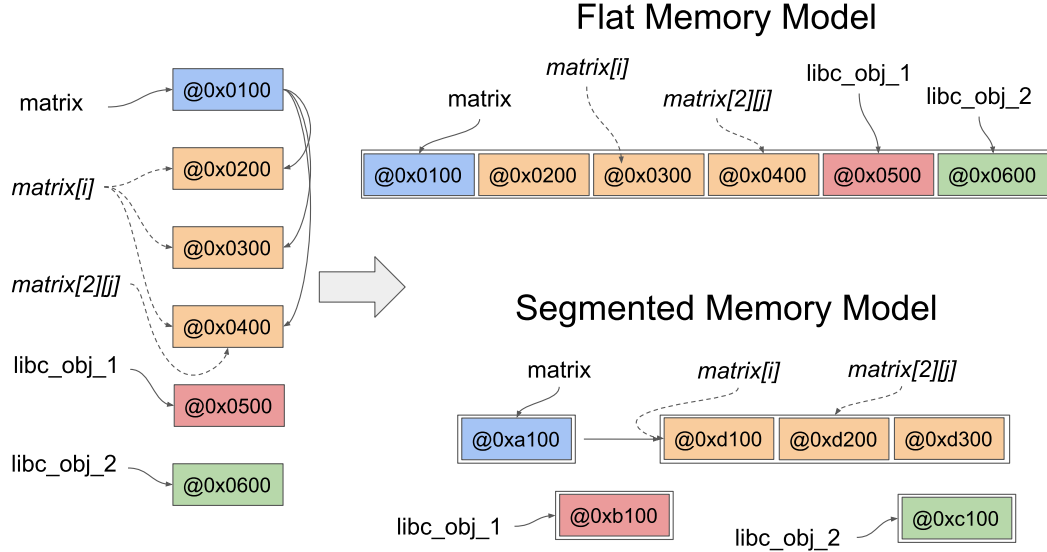 Flat Memory Model
matrix
@0x0100
matrix[i]
@0x0200
@0x0300
matrix[2][j]
@0x0400
libc_obj_1
@0x0500
libc_obj_2
@0x0600
matrix
matrix[i]
matrix[2][j]
libc_obj_1
libc_obj_2
@0x0100 @0x0200 @0x0300 @0x0400 @0x0500 @0x0600
Segmented Memory Model
matrix
matrix[i]
matrix[2][j]
@0xa100
@0xd100 @0xd200 @0xd300
libc_obj_1
@0xb100
libc_obj_2
@0xc100